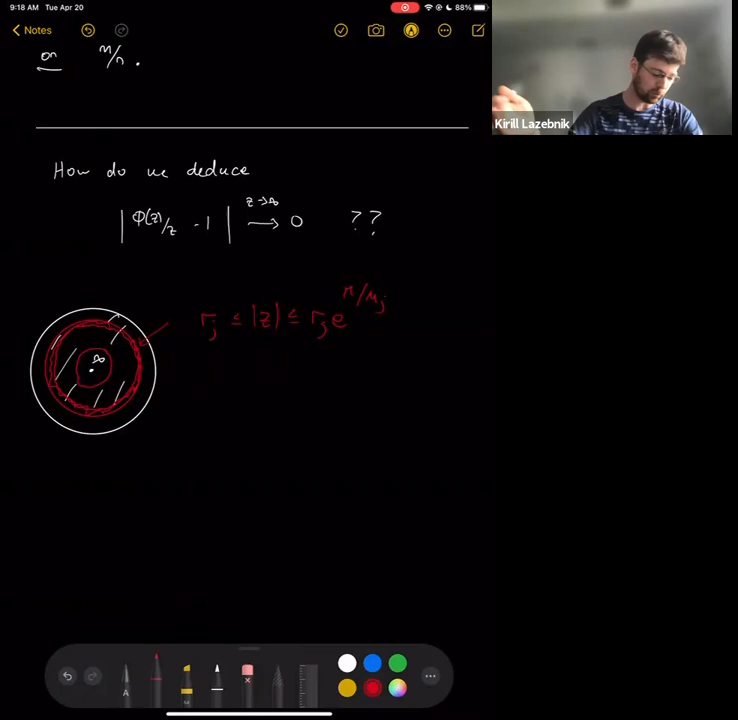 9:18 AM Tue Apr 20
88%
Notes
on m/n.
Kirill Lazebnik
How do we deduce
| φ(z)/z - 1 | z→∞ ⟶ 0 ??
r_j ≤ |z| ≤ r_j e^{π/M_j}
∞
A